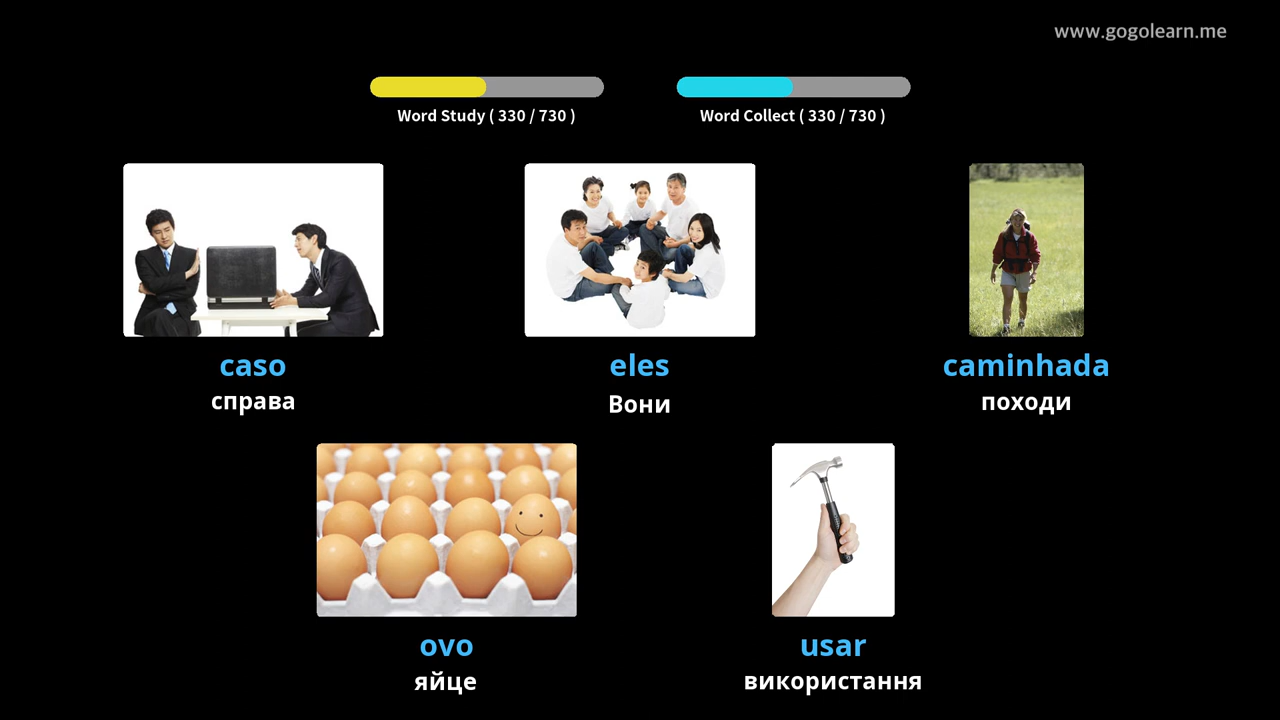 www.gogolearn.me
Word Study ( 330 / 730 )
Word Collect ( 330 / 730 )
caso
справа
eles
Вони
caminhada
походи
ovo
яйце
usar
використання